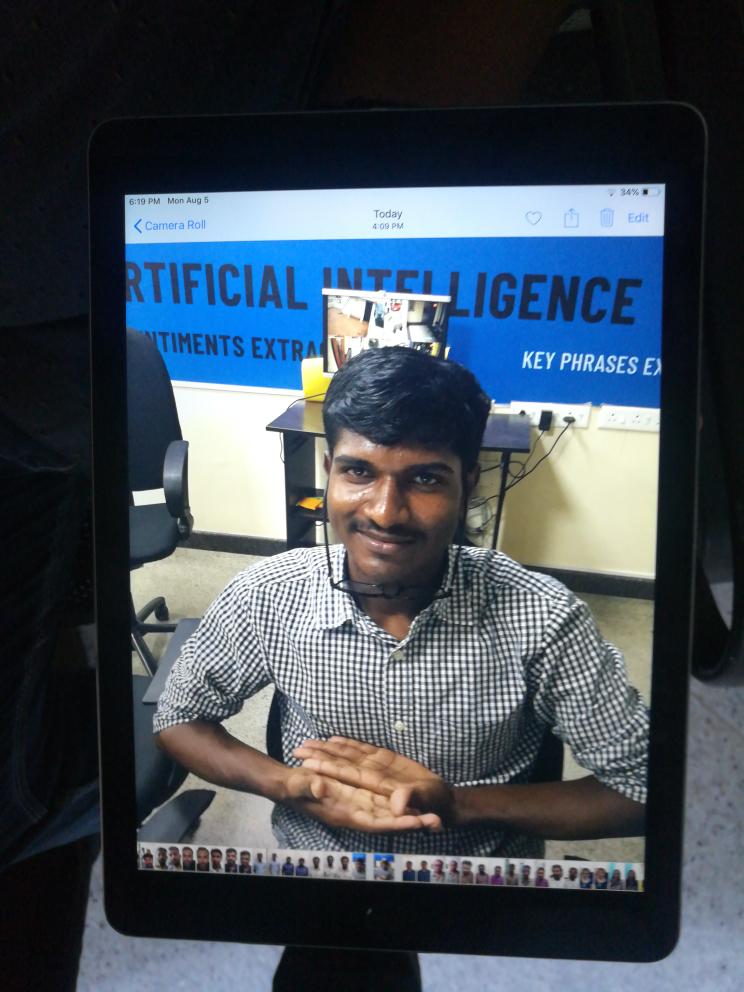 6:19 PM Mon Aug 5
34%
Camera Roll
Today
4:09 PM
Edit
RTIFICIAL INTELLIGENCE
NTIMENTS EXTRA
KEY PHRASES EX